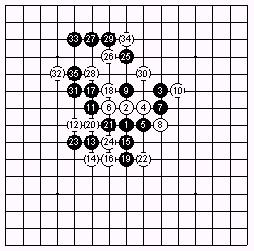 33 27 29 (34)
(26) 25
(32) 35 (28) (30)
31 17 (18) 9 3 (10)
11 6 2 4 7
(12) (20) 21 1 5 8
23 13 (24) 15
(14) (16) 19 (22)